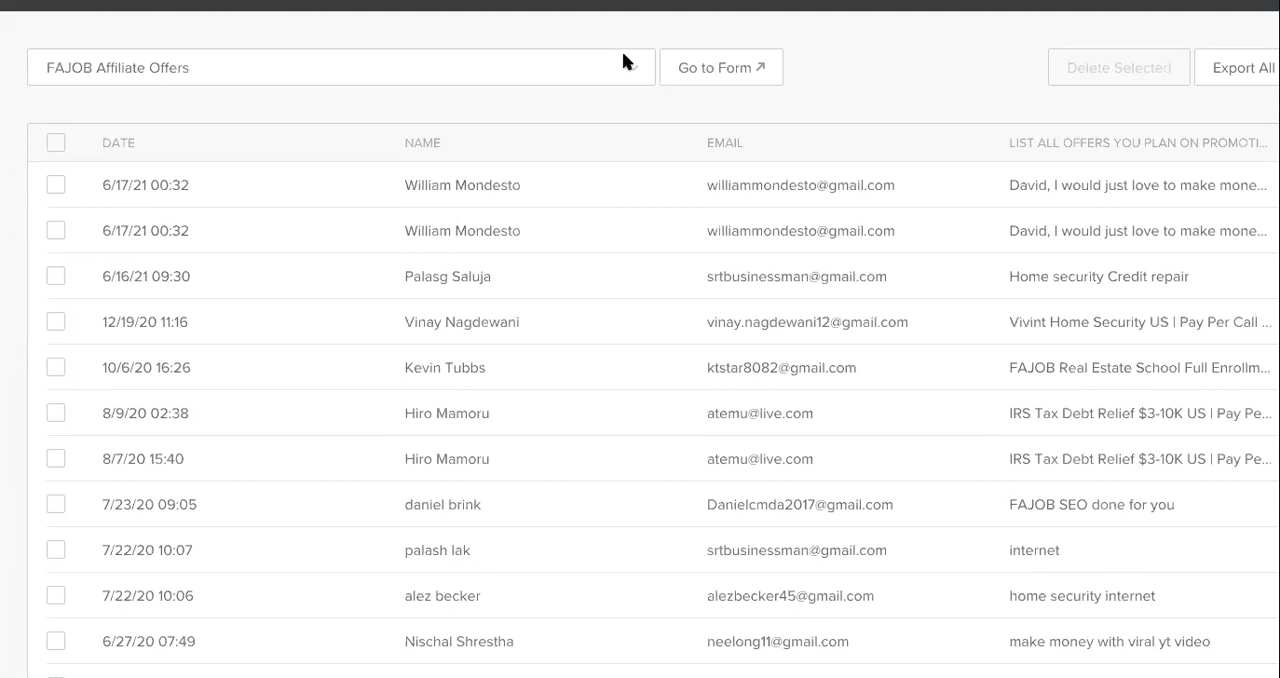 FAJOB Affiliate Offers Go to Form ↗ Delete Selected Export All
DATE NAME EMAIL LIST ALL OFFERS YOU PLAN ON PROMOTI...
6/17/21 00:32 William Mondesto williammondesto@gmail.com David, I would just love to make mone...
6/17/21 00:32 William Mondesto williammondesto@gmail.com David, I would just love to make mone...
6/16/21 09:30 Palasg Saluja srtbusinessman@gmail.com Home security Credit repair
12/19/20 11:16 Vinay Nagdewani vinay.nagdewani12@gmail.com Vivint Home Security US | Pay Per Call ...
10/6/20 16:26 Kevin Tubbs ktstar8082@gmail.com FAJOB Real Estate School Full Enrollm...
8/9/20 02:38 Hiro Mamoru atemu@live.com IRS Tax Debt Relief $3-10K US | Pay Pe...
8/7/20 15:40 Hiro Mamoru atemu@live.com IRS Tax Debt Relief $3-10K US | Pay Pe...
7/23/20 09:05 daniel brink Danielcmda2017@gmail.com FAJOB SEO done for you
7/22/20 10:07 palash lak srtbusinessman@gmail.com internet
7/22/20 10:06 alez becker alezbecker45@gmail.com home security internet
6/27/20 07:49 Nischal Shrestha neelong11@gmail.com make money with viral yt video